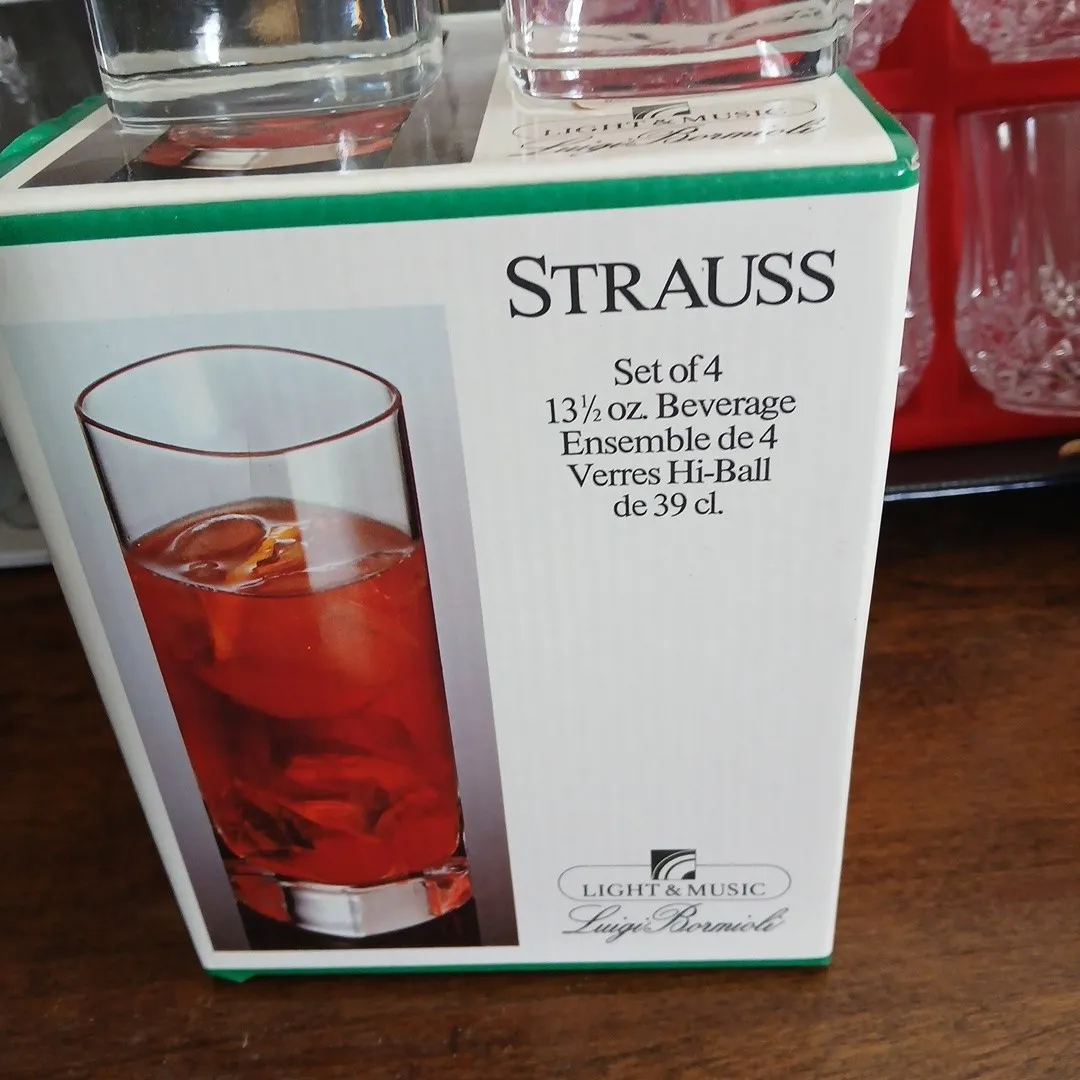 LIGHT & MUSIC
Luigi Bormioli
STRAUSS
Set of 4
13½ oz. Beverage
Ensemble de 4
Verres Hi-Ball
de 39 cl.
LIGHT & MUSIC
Luigi Bormioli